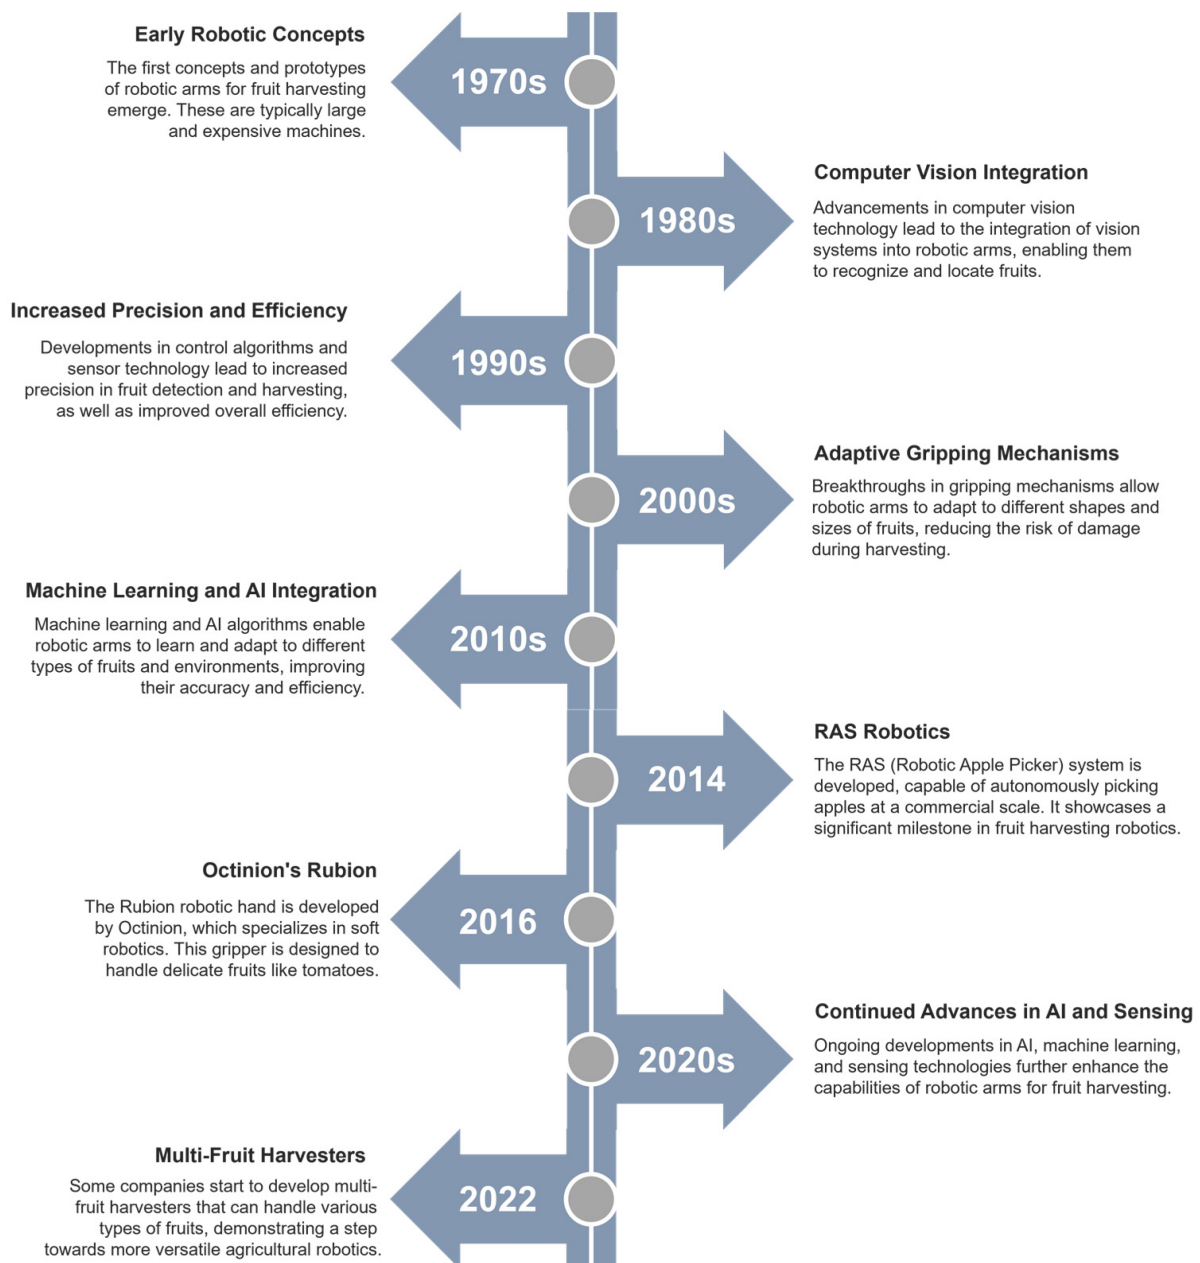 Early Robotic Concepts
The first concepts and prototypes
of robotic arms for fruit harvesting
emerge. These are typically large
and expensive machines.
1970s
Computer Vision Integration
Advancements in computer vision
technology lead to the integration of vision
systems into robotic arms, enabling them
to recognize and locate fruits.
1980s
Increased Precision and Efficiency
Developments in control algorithms and
sensor technology lead to increased
precision in fruit detection and harvesting,
as well as improved overall efficiency.
1990s
Adaptive Gripping Mechanisms
Breakthroughs in gripping mechanisms allow
robotic arms to adapt to different shapes and
sizes of fruits, reducing the risk of damage
during harvesting.
2000s
Machine Learning and AI Integration
Machine learning and AI algorithms enable
robotic arms to learn and adapt to different
types of fruits and environments, improving
their accuracy and efficiency.
2010s
RAS Robotics
The RAS (Robotic Apple Picker) system is
developed, capable of autonomously picking
apples at a commercial scale. It showcases a
significant milestone in fruit harvesting robotics.
2014
Octinion's Rubion
The Rubion robotic hand is developed
by Octinion, which specializes in soft
robotics. This gripper is designed to
handle delicate fruits like tomatoes.
2016
Continued Advances in AI and Sensing
Ongoing developments in AI, machine learning,
and sensing technologies further enhance the
capabilities of robotic arms for fruit harvesting.
2020s
Multi-Fruit Harvesters
Some companies start to develop multi-
fruit harvesters that can handle various
types of fruits, demonstrating a step
towards more versatile agricultural robotics.
2022